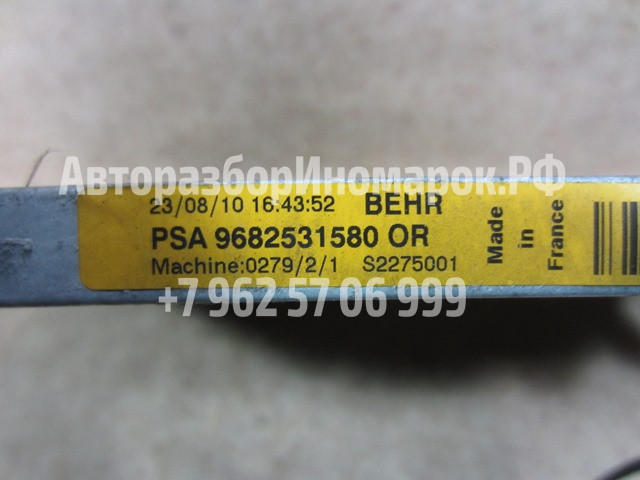 АвторазборИномарок.РФ
23/08/10 16:43:52 BEHR
PSA 9682531580 OR
Machine:0279/2/1 S2275001
Made
in
France
+7 962 57 06 999